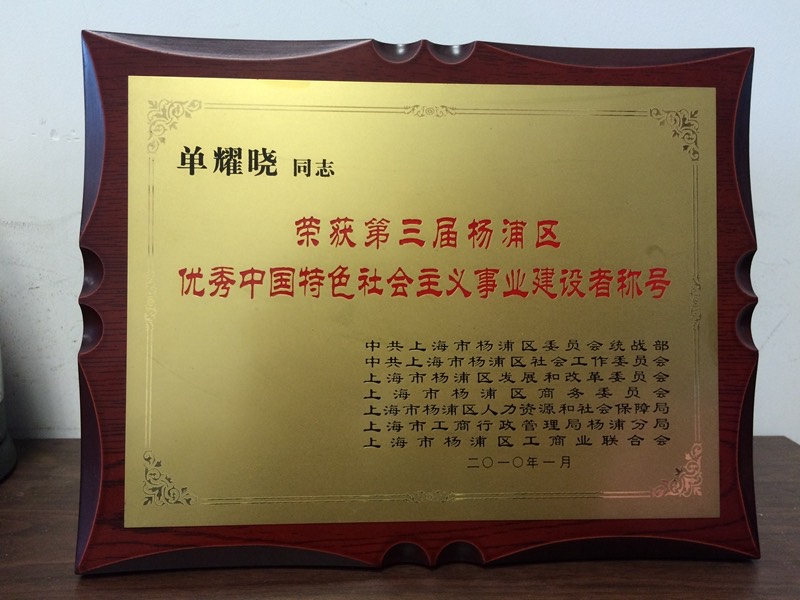 单耀晓 同志
荣获第三届杨浦区
优秀中国特色社会主义事业建设者称号
中共上海市杨浦区委员会统战部
中共上海市杨浦区社会工作委员会
上海市杨浦区发展和改革委员会
上海市杨浦区商务委员会
上海市杨浦区人力资源和社会保障局
上海市工商行政管理局杨浦分局
上海市杨浦区工商业联合会
二〇一〇年一月